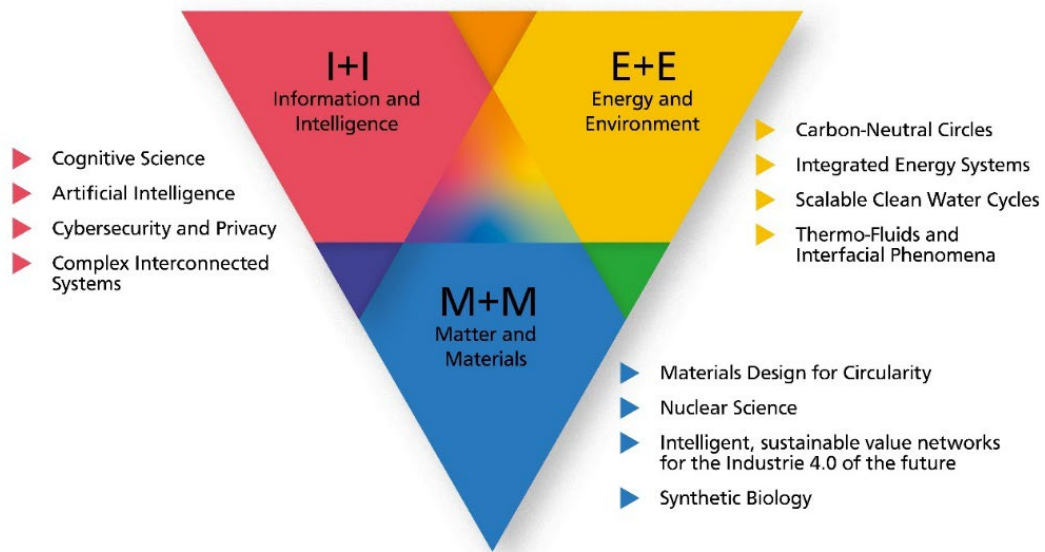 I+I
Information and
Intelligence
E+E
Energy and
Environment
Cognitive Science
Artificial Intelligence
Cybersecurity and Privacy
Complex Interconnected
Systems
Carbon-Neutral Circles
Integrated Energy Systems
Scalable Clean Water Cycles
Thermo-Fluids and
Interfacial Phenomena
M+M
Matter and
Materials
Materials Design for Circularity
Nuclear Science
Intelligent, sustainable value networks
for the Industrie 4.0 of the future
Synthetic Biology